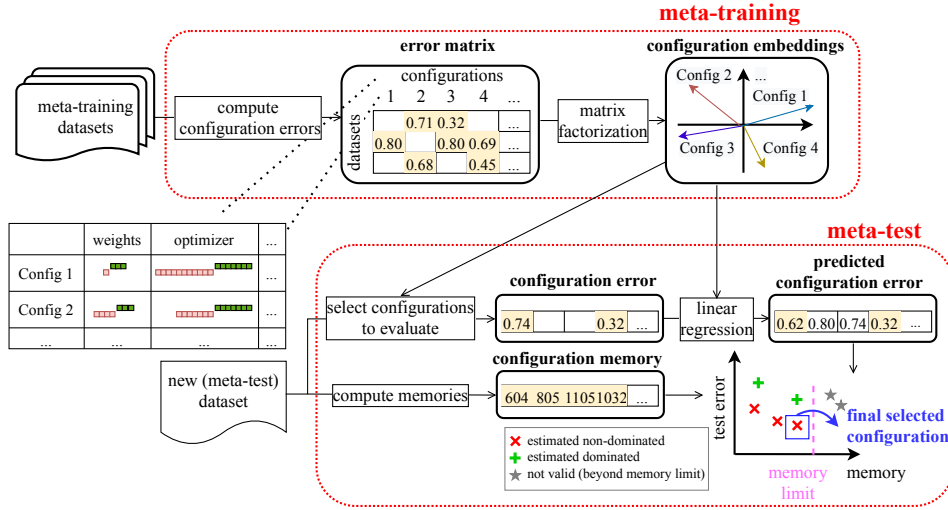 meta-training
error matrix
configuration embeddings
meta-training
datasets
compute
configuration errors
configurations
1 2 3 4 ...
datasets
0.71 0.32 ...
0.80 0.80 0.69 ...
0.68 0.45 ...
matrix
factorization
Config 2
...
Config 1
Config 3
Config 4
weights optimizer ...
Config 1 ...
Config 2 ...
... ... ...
meta-test
new (meta-test)
dataset
select configurations
to evaluate
configuration error
0.74 0.32 ...
linear
regression
predicted
configuration error
0.62 0.80 0.74 0.32 ...
compute memories
configuration memory
604 805 1105 1032 ...
estimated non-dominated
estimated dominated
not valid (beyond memory limit)
test error
final selected
configuration
memory
limit
memory